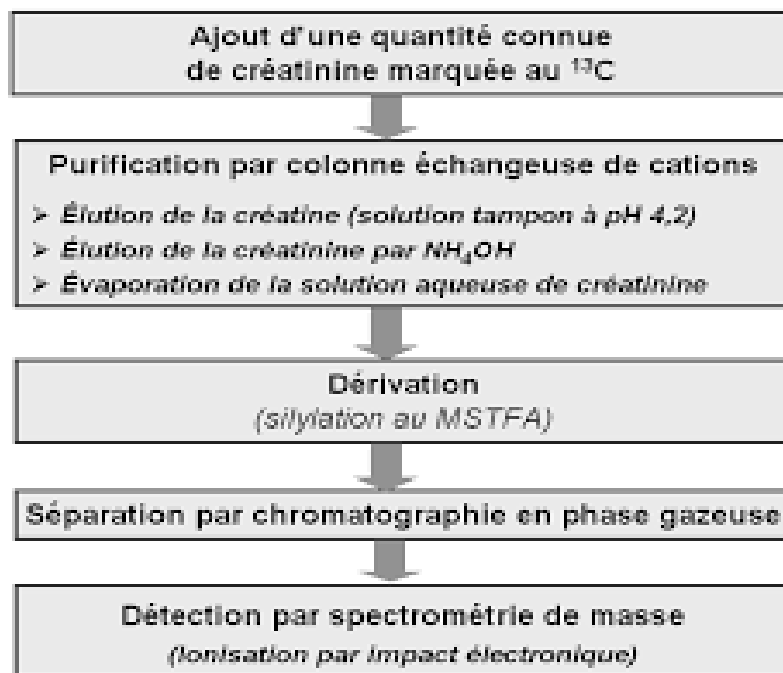 Ajout d'une quantité connue
de créatinine marquée au ¹³C
Purification par colonne échangeuse de cations
➢ Élution de la créatine (solution tampon à pH 4,2)
➢ Élution de la créatinine par NH₄OH
➢ Évaporation de la solution aqueuse de créatinine
Dérivation
(silylation au MSTFA)
Séparation par chromatographie en phase gazeuse
Détection par spectrométrie de masse
(Ionisation par impact électronique)